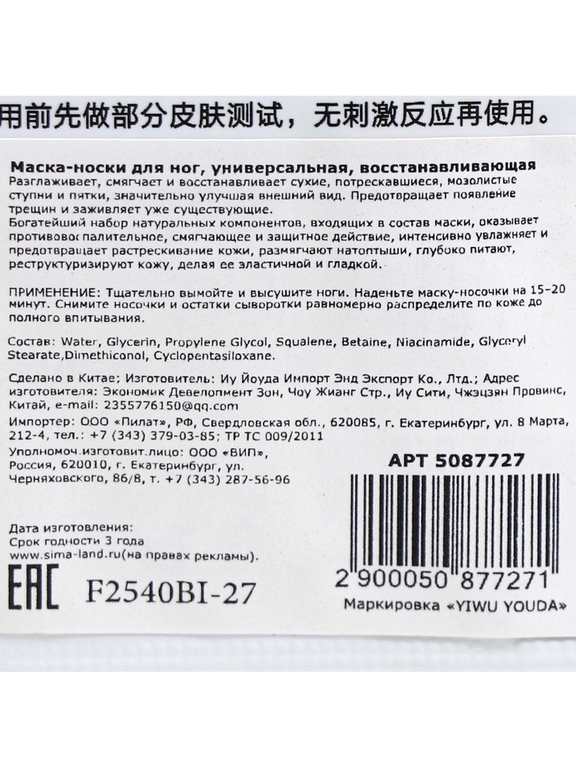 用前先做部分皮肤测试，无刺激反应再使用。
Маска-носки для ног, универсальная, восстанавливающая
Разглаживает, смягчает и восстанавливает сухие, потрескавшиеся, мозолистые
ступни и пятки, значительно улучшая внешний вид. Предотвращает появление
трещин и заживляет уже существующие.
Богатейший набор натуральных компонентов, входящих в состав маски, оказывает
противовоспалительное, смягчающее и защитное действие, интенсивно увлажняет и
предотвращает растрескивание кожи, размягчают натоптыши, глубоко питают,
реструктуризируют кожу, делая ее эластичной и гладкой.
ПРИМЕНЕНИЕ: Тщательно вымойте и высушите ноги. Наденьте маску-носочки на 15-20
минут. Снимите носочки и остатки сыворотки равномерно распределите по коже до
полного впитывания.
Состав: Water, Glycerin, Propylene Glycol, Squalene, Betaine, Niacinamide, Glyceryl
Stearate,Dimethiconol, Cyclopentasiloxane.
Сделано в Китае; Изготовитель: Иу Йоуда Импорт Энд Экспорт Ко., Лтд.; Адрес
изготовителя: Экономик Девелопмент Зон, Чоу Жианг Стр., Иу Сити, Чжэцзян Провинс,
Китай, e-mail: 2355776150@qq.com
Импортер: ООО «Пилат», РФ, Свердловская обл., 620085, г. Екатеринбург, ул. 8 Марта,
212-4, тел.: +7 (343) 379-03-85; ТР ТС 009/2011
Уполномоч.изготовит.лицо: ООО «ВИП»,
Россия, 620010, г. Екатеринбург, ул.
Черняховского, 86/8, т. +7 (343) 287-56-96
АРТ 5087727
Дата изготовления:
Срок годности 3 года
www.sima-land.ru(на правах рекламы).
EAC F2540BI-27
2 900050 877271
Маркировка «YIWU YOUDA»